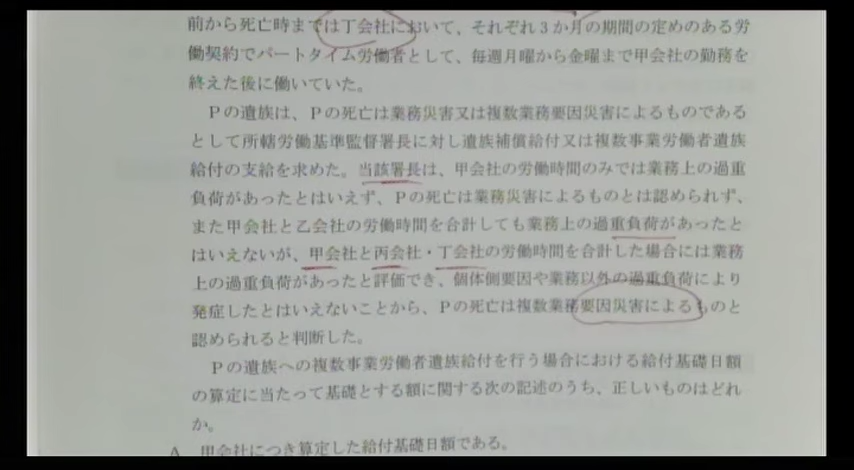 前から死亡時までは丁会社において、それぞれ3か月の期間の定めのある労
働契約でパートタイム労働者として、毎週月曜から金曜まで甲会社の勤務を
終えた後に働いていた。
Pの遺族は、Pの死亡は業務災害又は複数業務要因災害によるものである
として所轄労働基準監督署長に対し遺族補償給付又は複数事業労働者遺族
給付の支給を求めた。当該署長は、甲会社の労働時間のみでは業務上の過重
負荷があったとはいえず、Pの死亡は業務災害によるものとは認められず、
また甲会社と乙会社の労働時間を合計しても業務上の過重負荷があったと
はいえないが、甲会社と丙会社・丁会社の労働時間を合計した場合には業務
上の過重負荷があったと評価でき、個体側要因や業務以外の過重負荷により
発症したとはいえないことから、Pの死亡は複数業務要因災害によるものと
認められると判断した。
Pの遺族への複数事業労働者遺族給付を行う場合における給付基礎日額
の算定に当たって基礎とする額に関する次の記述のうち、正しいものはどれ
か。
A 甲会社につき算定した給付基礎日額である。